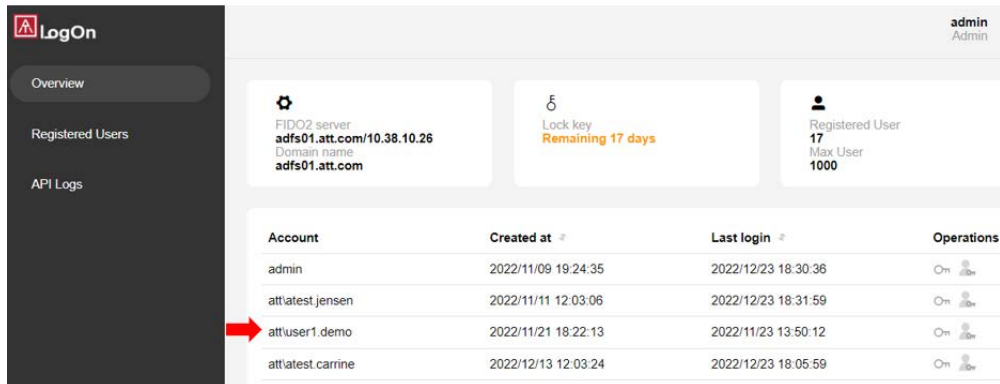 LogOn
admin
Admin
Overview
Registered Users
API Logs
FIDO2 server
adfs01.att.com/10.38.10.26
Domain name
adfs01.att.com
Lock key
Remaining 17 days
Registered User
17
Max User
1000
Account Created at Last login Operations
admin 2022/11/09 19:24:35 2022/12/23 18:30:36
att\atest.jensen 2022/11/11 12:03:06 2022/12/23 18:31:59
att\user1.demo 2022/11/21 18:22:13 2022/11/23 13:50:12
att\atest.carrine 2022/12/13 12:03:24 2022/12/23 18:05:59